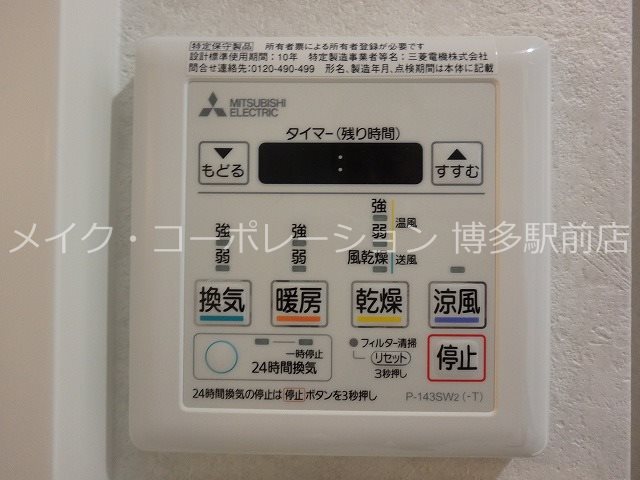 特定保守製品 所有者票による所有者登録が必要です
設計標準使用期間:10年 特定製造事業者等名:三菱電機株式会社
問合せ連絡先:0120-490-499 形名、製造年月、点検期間は本体に記載
MITSUBISHI
ELECTRIC
タイマー(残り時間)
▼
もどる
:
▲
すすむ
強
弱
強
弱
強
弱
風乾燥
温風
送風
メイク・コーポレーション 博多駅前店
換気
暖房
乾燥
涼風
一時停止
24時間換気
フィルター清掃
リセット
3秒押し
停止
24時間換気の停止は 停止 ボタンを3秒押し
P-143SW2 (-T)